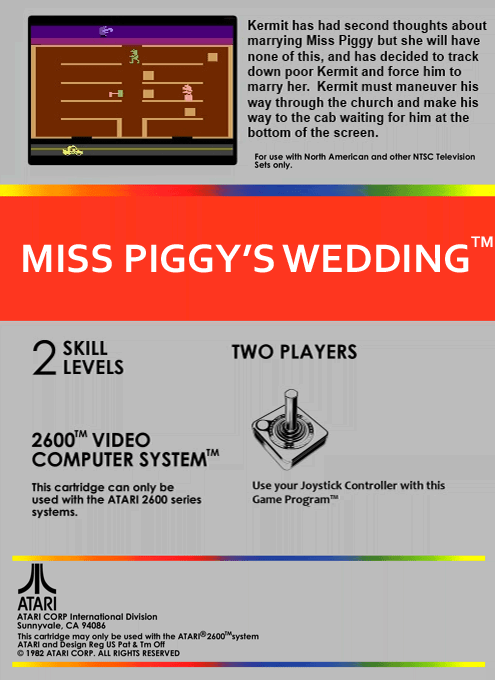 Kermit has had second thoughts about
marrying Miss Piggy but she will have
none of this, and has decided to track
down poor Kermit and force him to
marry her.  Kermit must maneuver his
way through the church and make his
way to the cab waiting for him at the
bottom of the screen.
For use with North American and other NTSC Television
Sets only.
MISS PIGGY’S WEDDING™
2 SKILL
LEVELS
TWO PLAYERS
2600™ VIDEO
COMPUTER SYSTEM™
This cartridge can only be
used with the ATARI 2600 series
systems.
Use your Joystick Controller with this
Game Program™
ATARI
ATARI CORP International Division
Sunnyvale, CA 94086
This cartridge may only be used with the ATARI®2600™system
ATARI and Design Reg US Pat & Tm Off
© 1982 ATARI CORP. ALL RIGHTS RESERVED